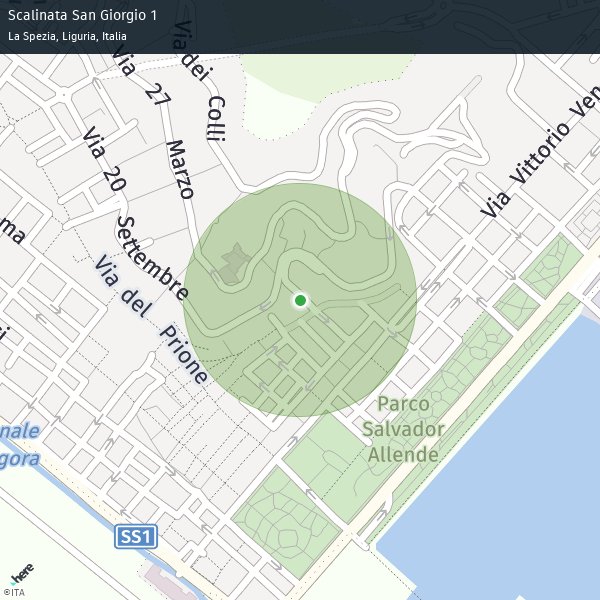 Scalinata San Giorgio 1
La Spezia, Liguria, Italia
Via dei Colli
Via 27 Marzo
Via 20 Settembre
Via del Prione
Via Vittorio Ven
ma
Parco
Salvador
Allende
nale
gora
SS1
here
©ITA